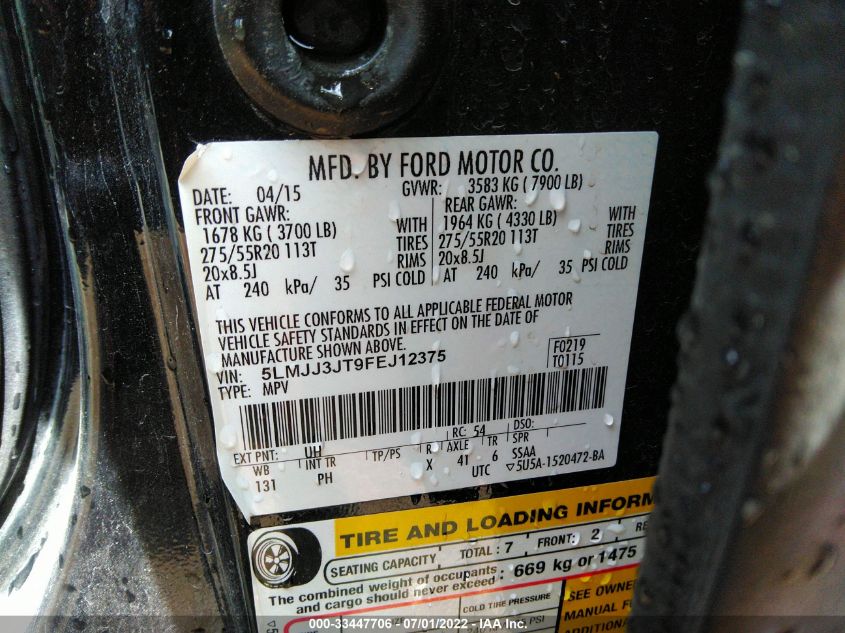 MFD. BY FORD MOTOR CO.
DATE: 04/15 GVWR: 3583 KG ( 7900 LB)
FRONT GAWR: REAR GAWR:
1678 KG ( 3700 LB) WITH 1964 KG ( 4330 LB) WITH
275/55R20 113T TIRES 275/55R20 113T TIRES
20x8.5J RIMS 20x8.5J RIMS
AT 240 kPa/ 35 PSI COLD AT 240 kPa/ 35 PSI COLD
THIS VEHICLE CONFORMS TO ALL APPLICABLE FEDERAL MOTOR
VEHICLE SAFETY STANDARDS IN EFFECT ON THE DATE OF
MANUFACTURE SHOWN ABOVE.
VIN: 5LMJJ3JT9FEJ12375 F0219
TYPE: MPV T0115
EXT PNT: UH RC: 54 DSO:
WB INT TR TP/PS R AXLE TR SPR
131 PH X 41 6 SSAA
UTC ▽5U5A-1520472-BA
TIRE AND LOADING INFORM
SEATING CAPACITY TOTAL: 7 FRONT: 2 RE
The combined weight of occupants and cargo should never exceed: 669 kg or 1475
COLD TIRE PRESSURE SEE OWNE
MANUAL F
ADDITIONAL
000-33447706 - 07/01/2022 - IAA Inc.